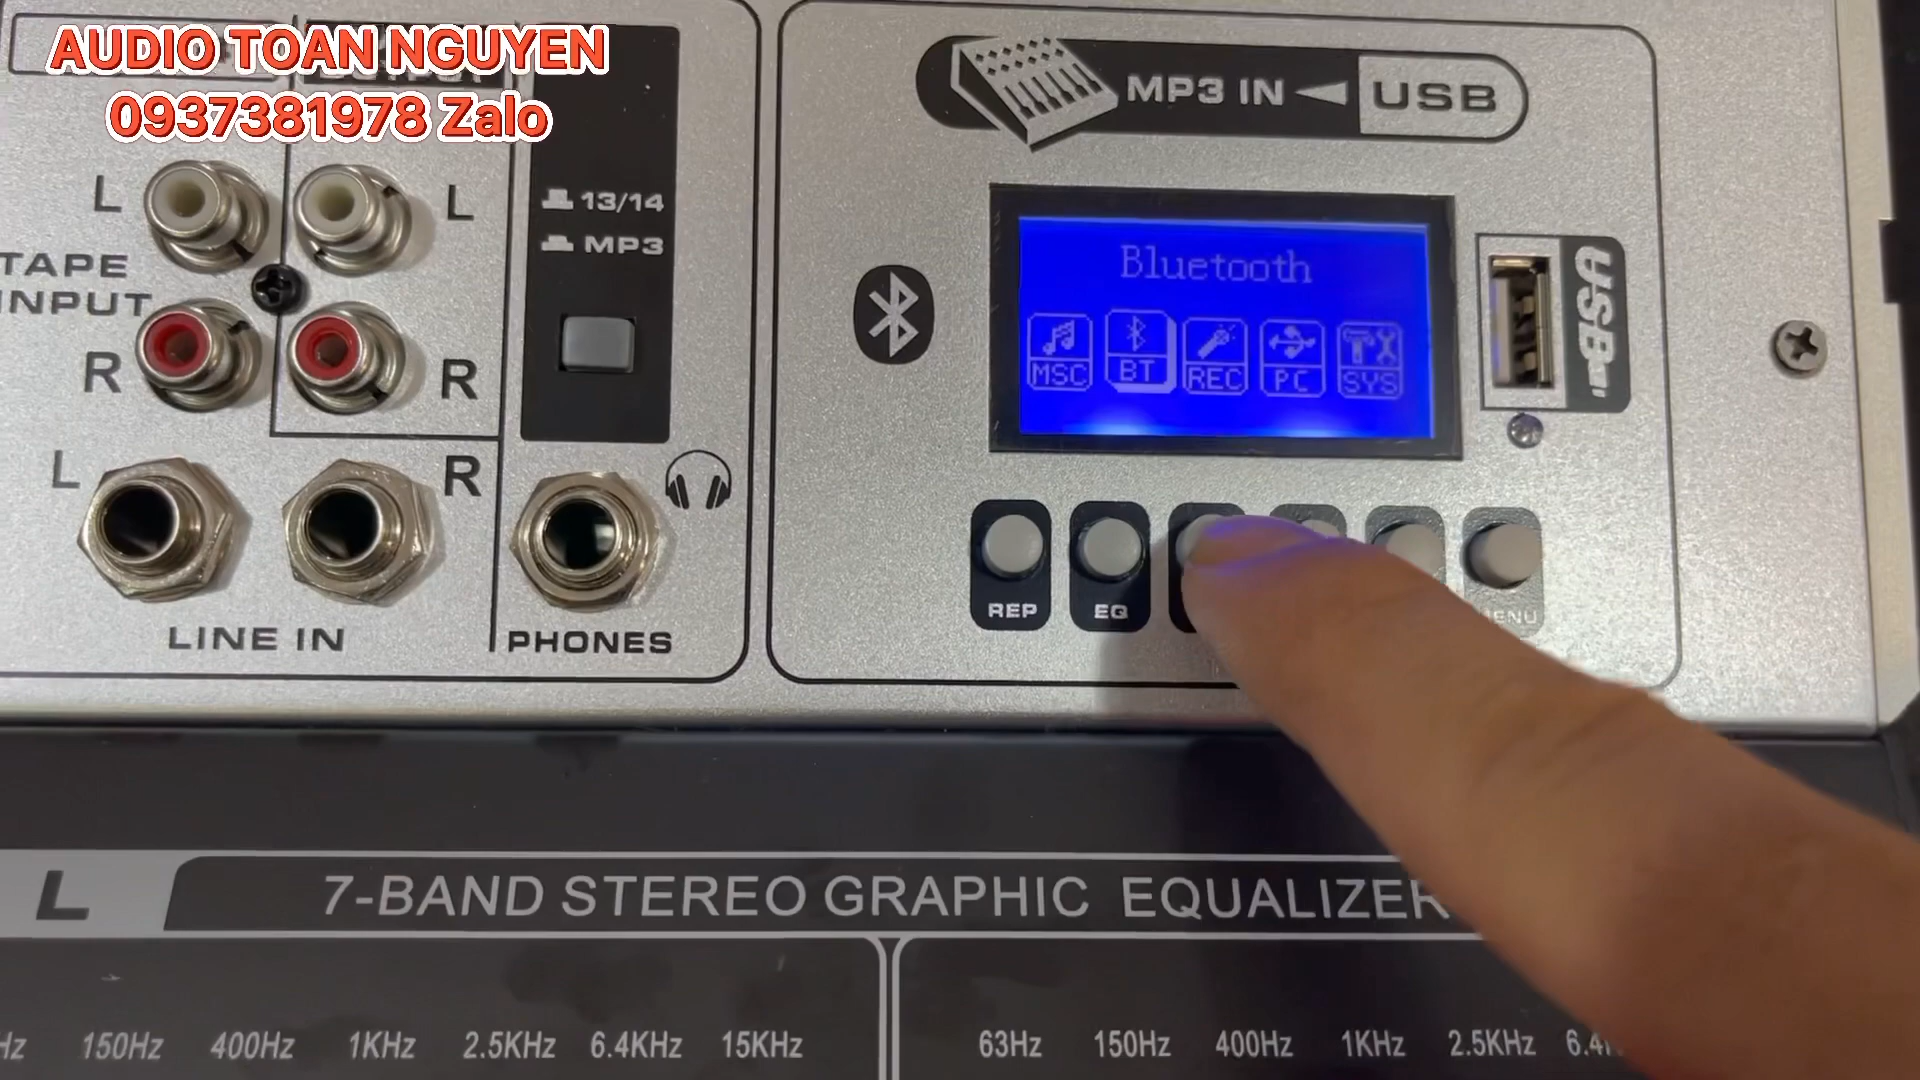 AUDIO TOAN NGUYEN
0937381978 Zalo
MP3 IN
USB
L
L
13/14
MP3
TAPE
INPUT
R
R
Bluetooth
MSC
BT
REC
PC
SYS
USB
L
R
LINE IN
PHONES
REP
EQ
MENU
L
7-BAND STEREO GRAPHIC EQUALIZER
150Hz 400Hz 1KHz 2.5KHz 6.4KHz 15KHz
63Hz 150Hz 400Hz 1KHz 2.5KHz